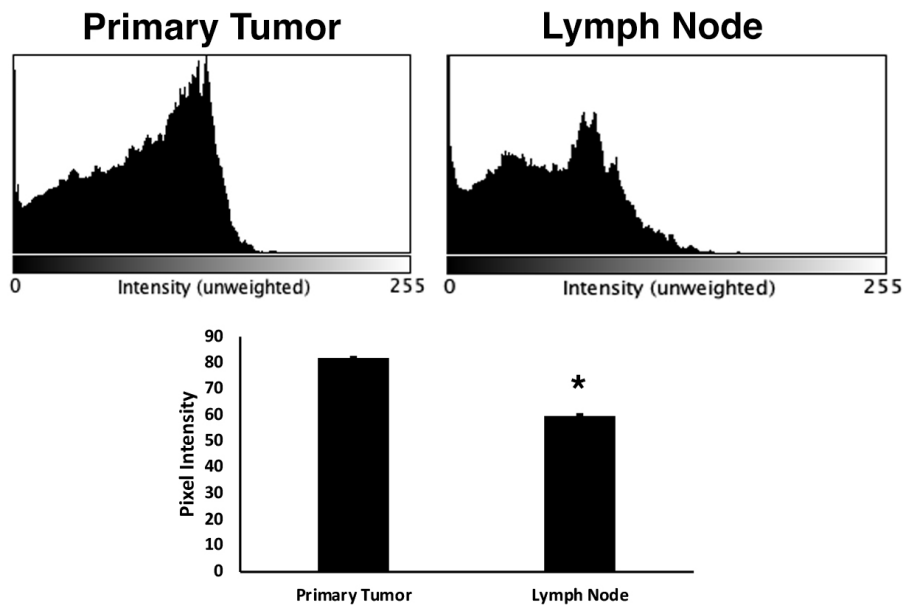 Primary Tumor
Lymph Node
0 Intensity (unweighted) 255
0 Intensity (unweighted) 255
Pixel Intensity
90
80
70
60
50
40
30
20
10
0
*
Primary Tumor
Lymph Node